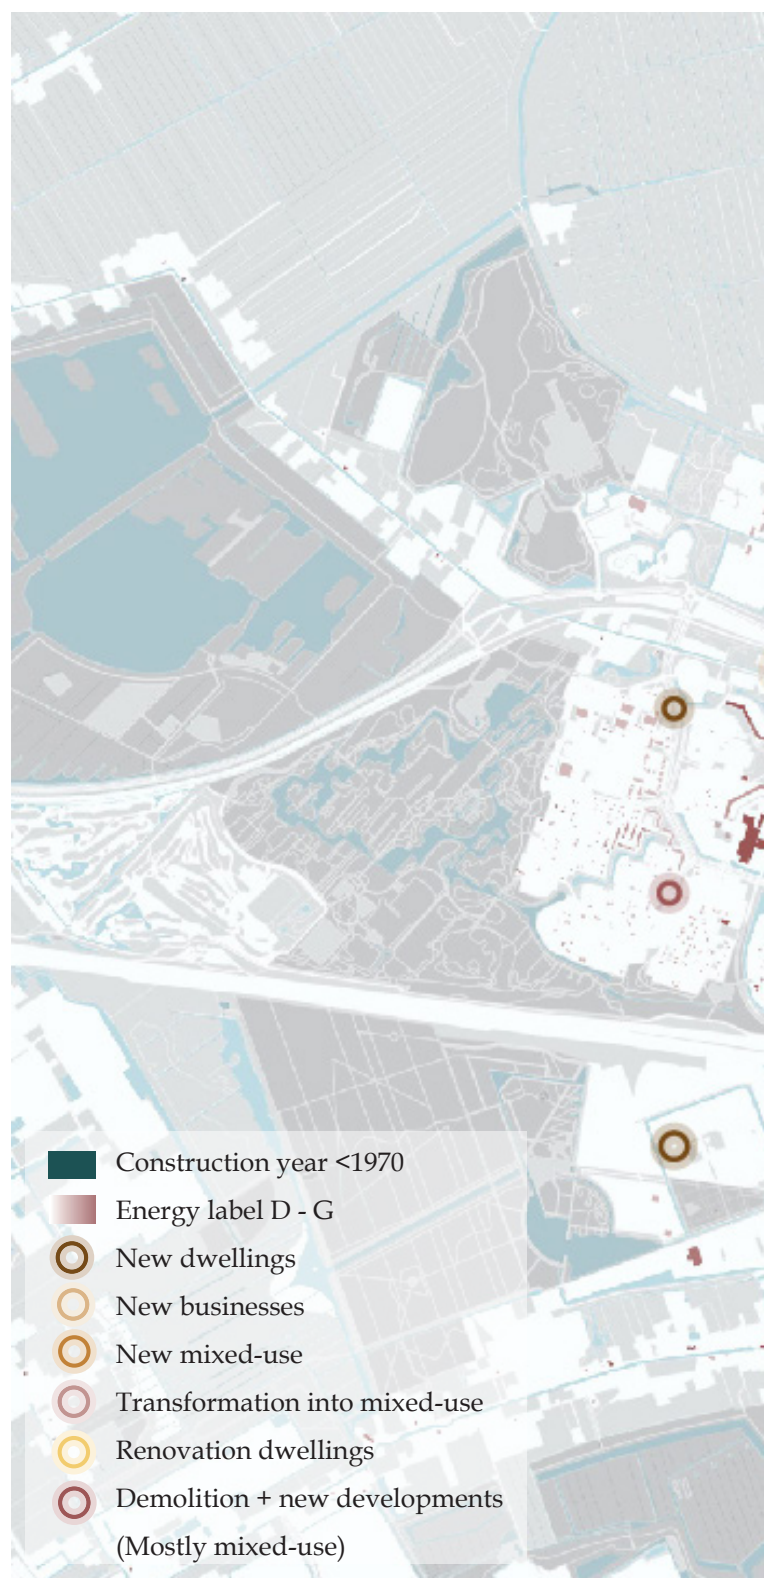 Construction year <1970
Energy label D - G
New dwellings
New businesses
New mixed-use
Transformation into mixed-use
Renovation dwellings
Demolition + new developments
(Mostly mixed-use)